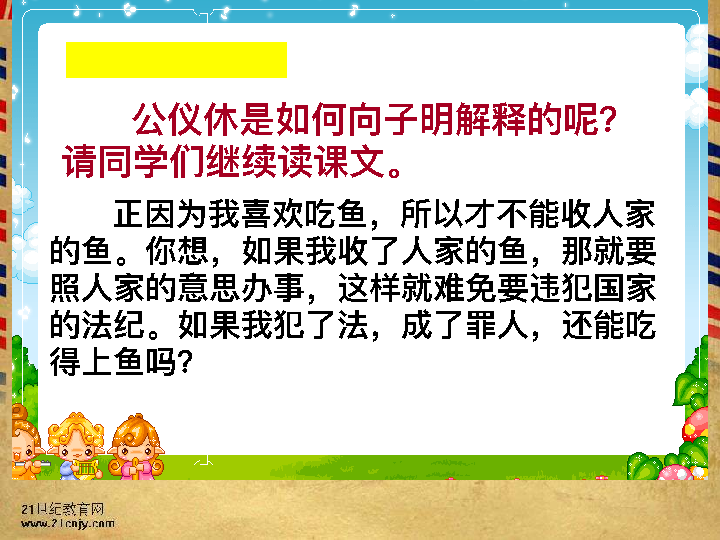 公仪休是如何向子明解释的呢？
请同学们继续读课文。
正因为我喜欢吃鱼，所以才不能收人家
的鱼。你想，如果我收了人家的鱼，那就要
照人家的意思办事，这样就难免要违犯国家
的法纪。如果我犯了法，成了罪人，还能吃
得上鱼吗？
21世纪教育网
www.21cnjy.com